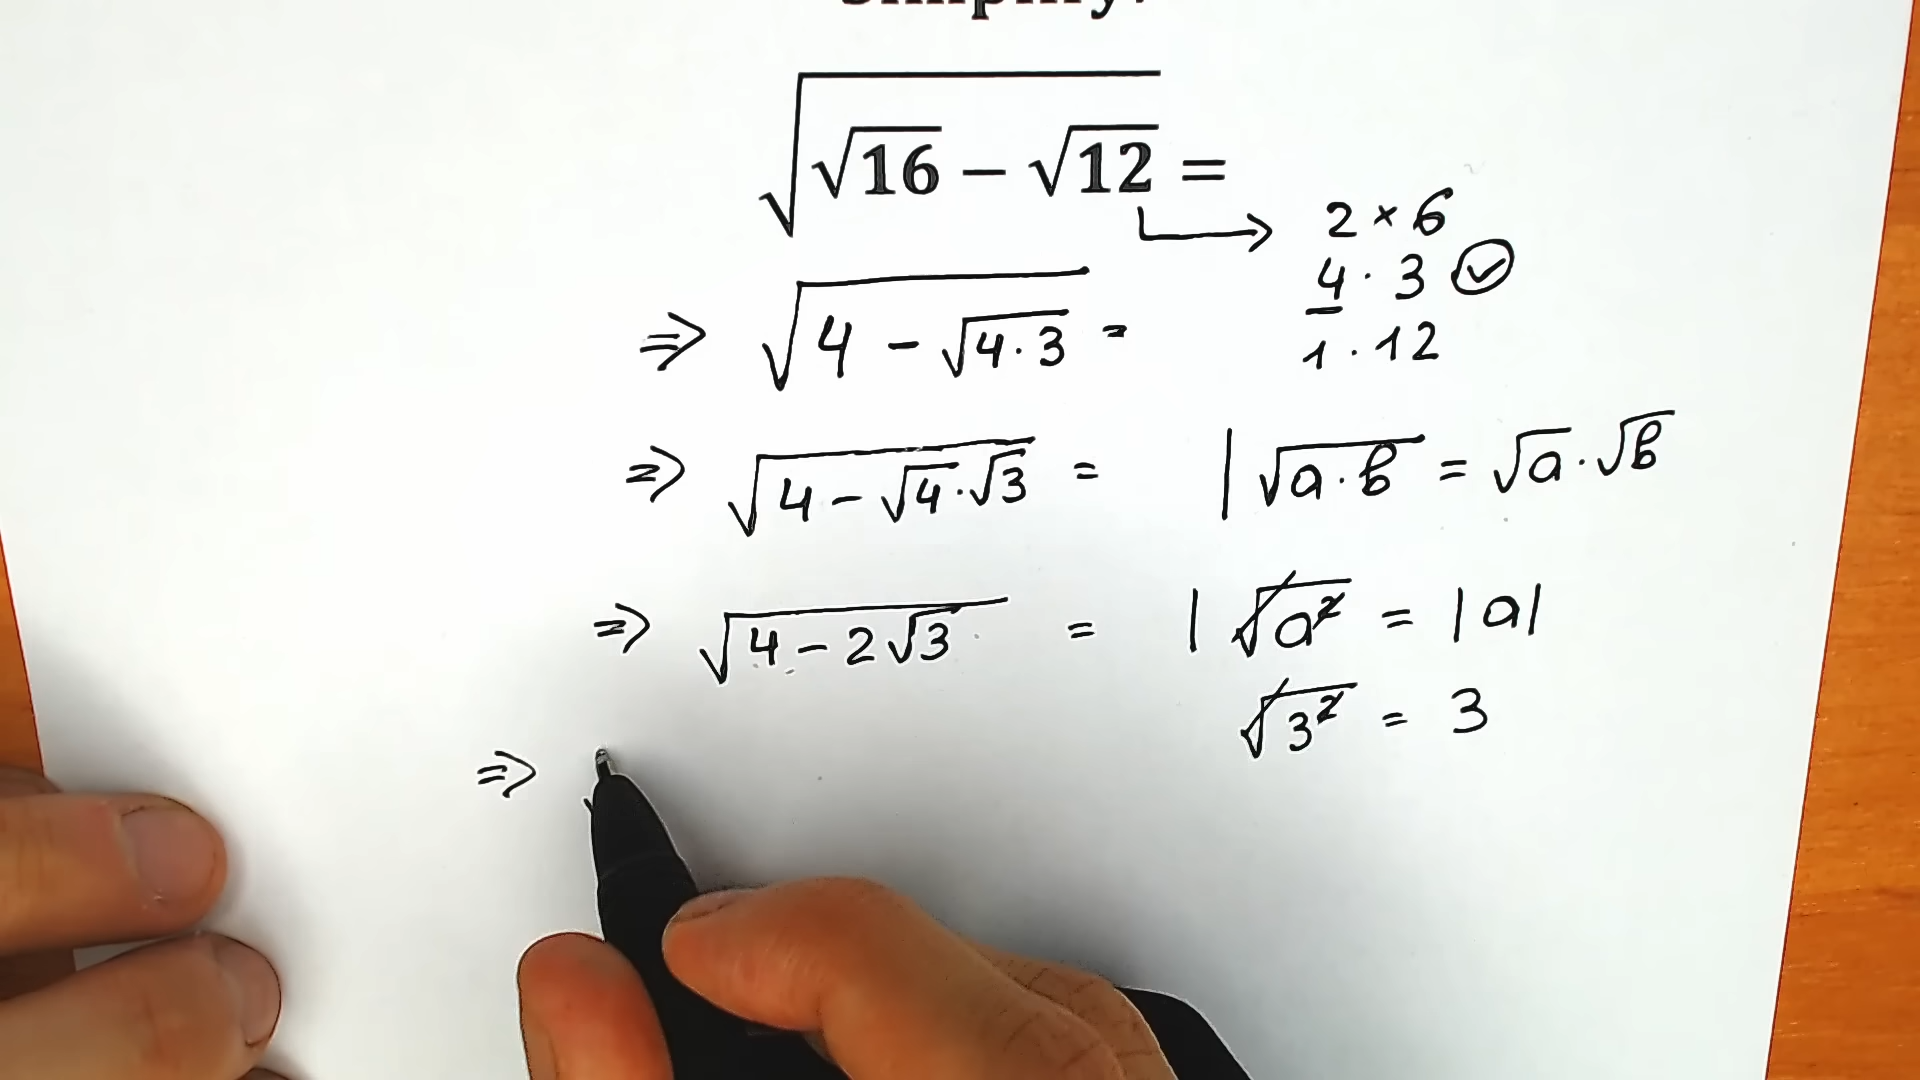 Simplify:
√(√16 − √12) =
2 × 6
4 · 3 ✓
1 · 12
⇒ √(4 − √(4 · 3)) =
⇒ √(4 − √4 · √3) = | √(a · b) = √a · √b
⇒ √(4 − 2√3) = | √(a²) = |a|
√(3²) = 3
⇒